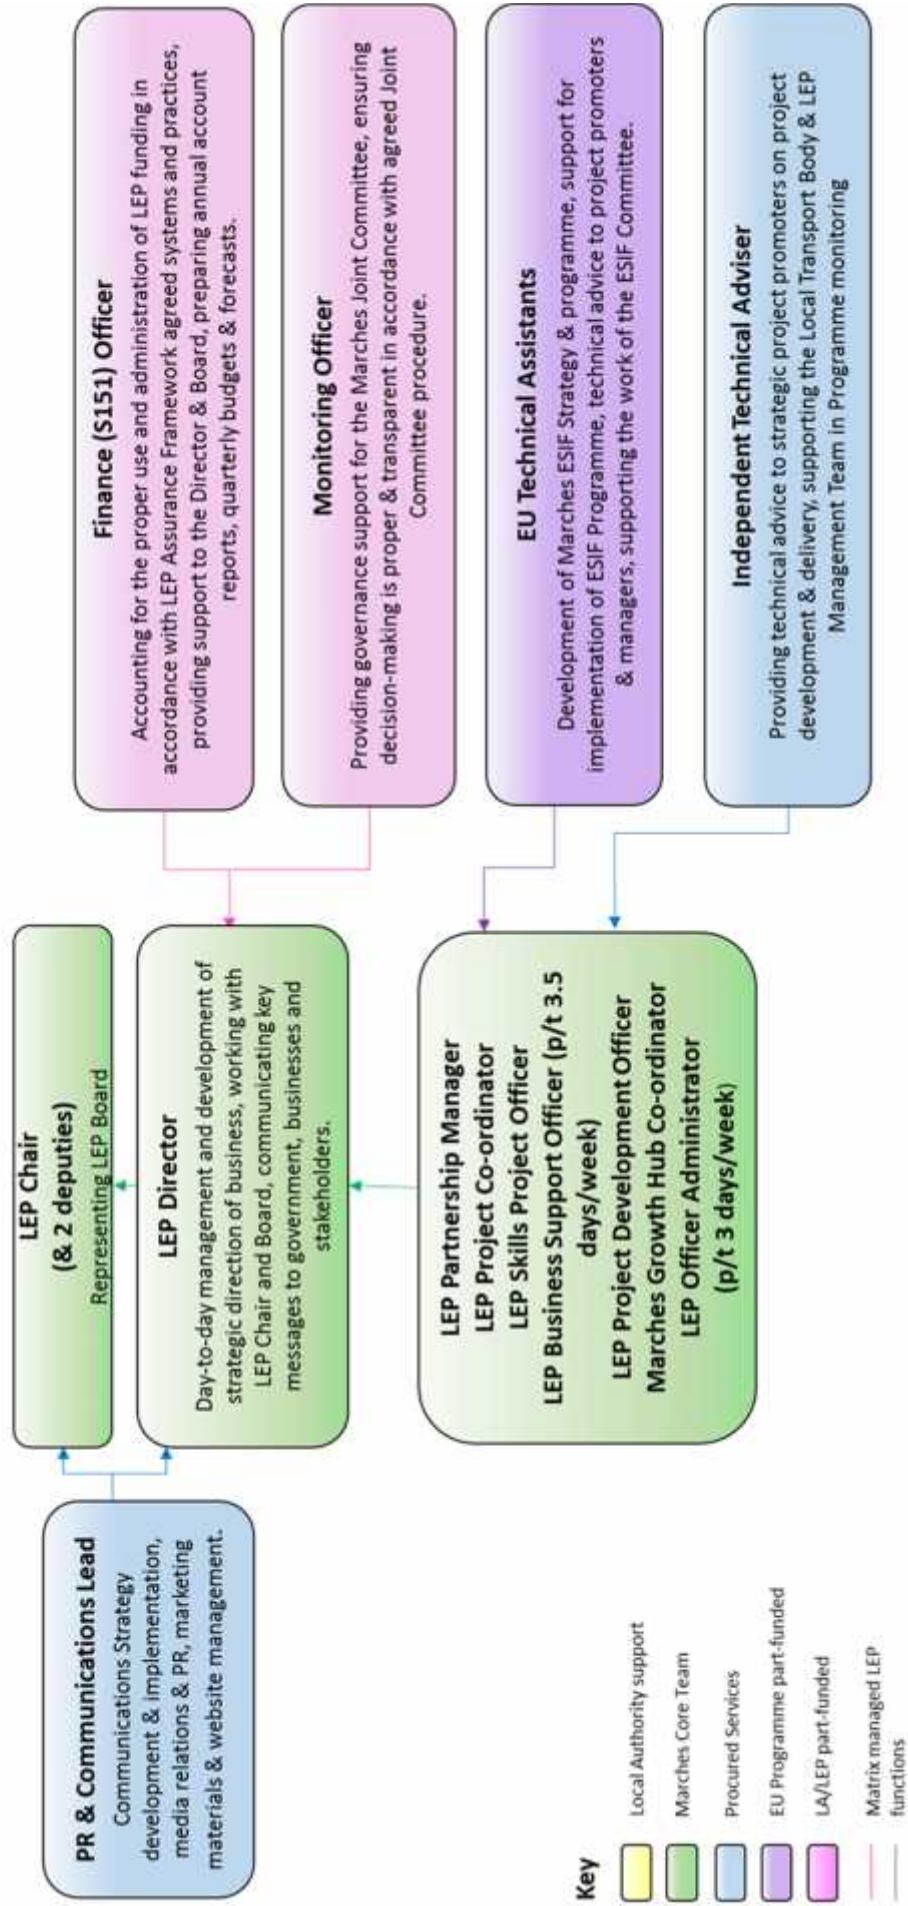 LEP Chair
(& 2 deputies)
Representing LEP Board
PR & Communications Lead
Communications Strategy
development & implementation,
media relations & PR, marketing
materials & website management.
LEP Director
Day-to-day management and development of
strategic direction of business, working with
LEP Chair and Board, communicating key
messages to government, businesses and
stakeholders.
Finance (S151) Officer
Accounting for the proper use and administration of LEP funding in
accordance with LEP Assurance Framework agreed systems and practices,
providing support to the Director & Board, preparing annual account
reports, quarterly budgets & forecasts.
Monitoring Officer
Providing governance support for the Marches Joint Committee, ensuring
decision-making is proper & transparent in accordance with agreed Joint
Committee procedure.
LEP Partnership Manager
LEP Project Co-ordinator
LEP Skills Project Officer
LEP Business Support Officer (p/t 3.5
days/week)
LEP Project Development Officer
Marches Growth Hub Co-ordinator
LEP Officer Administrator
(p/t 3 days/week)
EU Technical Assistants
Development of Marches ESIF Strategy & programme, support for
implementation of ESIF Programme, technical advice to project promoters
& managers, supporting the work of the ESIF Committee.
Independent Technical Adviser
Providing technical advice to strategic project promoters on project
development & delivery, supporting the Local Transport Body & LEP
Management Team in Programme monitoring
Key
Local Authority support
Marches Core Team
Procured Services
EU Programme part-funded
LA/LEP part-funded
Matrix managed LEP
functions